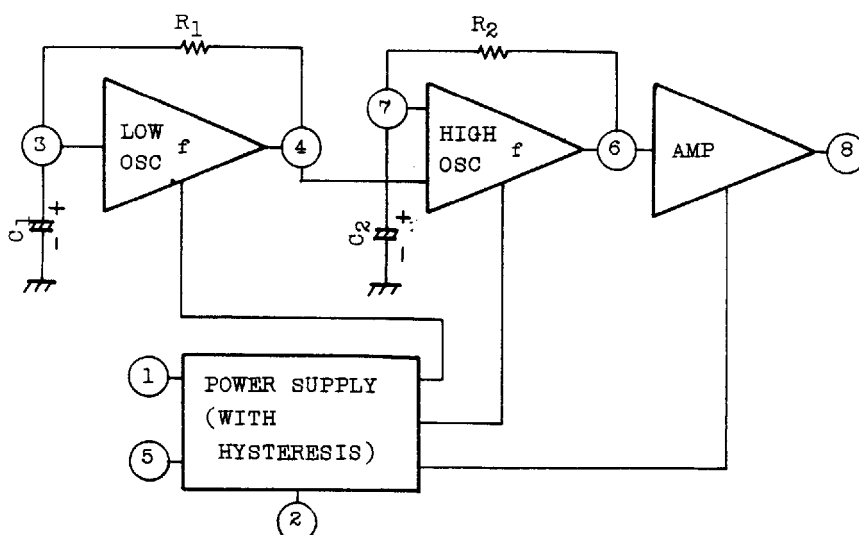 R1
R2
3
LOW
OSC f
4
7
HIGH
OSC f
6
AMP
8
C1
+
-
C2
+
-
1
POWER SUPPLY
(WITH
HYSTERESIS)
5
2